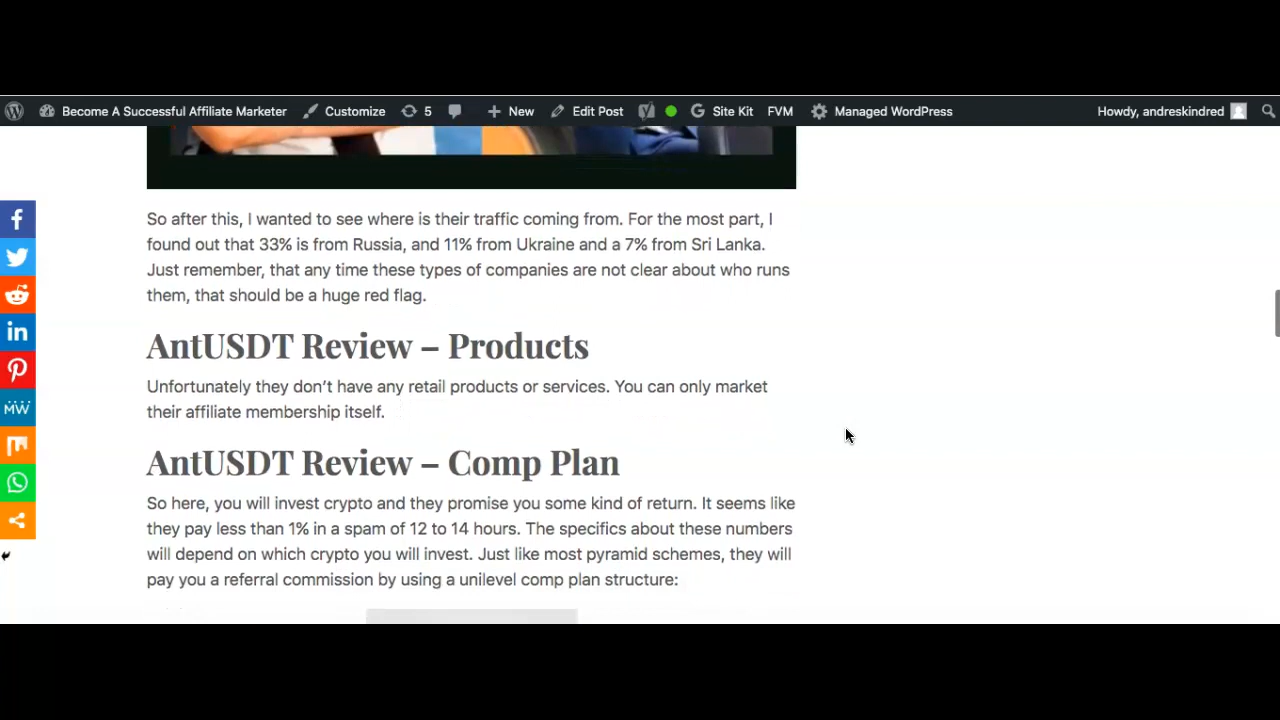 Become A Successful Affiliate Marketer Customize 5 New Edit Post Site Kit FVM Managed WordPress Howdy, andreskindred
So after this, I wanted to see where is their traffic coming from. For the most part, I
found out that 33% is from Russia, and 11% from Ukraine and a 7% from Sri Lanka.
Just remember, that any time these types of companies are not clear about who runs
them, that should be a huge red flag.
AntUSDT Review – Products
Unfortunately they don’t have any retail products or services. You can only market
their affiliate membership itself.
AntUSDT Review – Comp Plan
So here, you will invest crypto and they promise you some kind of return. It seems like
they pay less than 1% in a spam of 12 to 14 hours. The specifics about these numbers
will depend on which crypto you will invest. Just like most pyramid schemes, they will
pay you a referral commission by using a unilevel comp plan structure:
MW